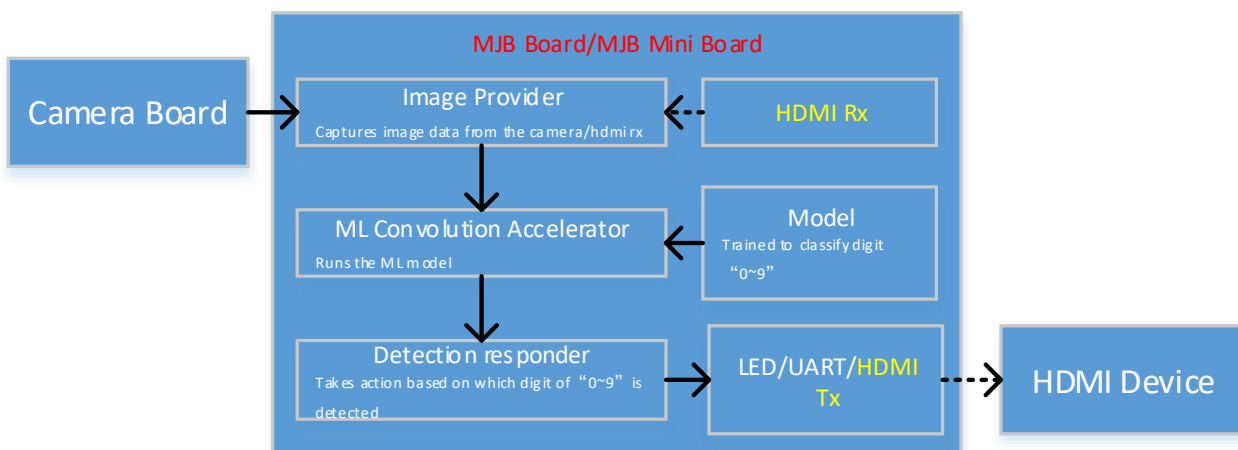 MJB Board/MJB Mini Board
Camera Board
Image Provider
Captures image data from the camera/hdmi rx
HDMI Rx
ML Convolution Accelerator
Runs the ML model
Model
Trained to classify digit
“0~9”
Detection responder
Takes action based on which digit of “0~9” is
detected
LED/UART/HDMI
Tx
HDMI Device